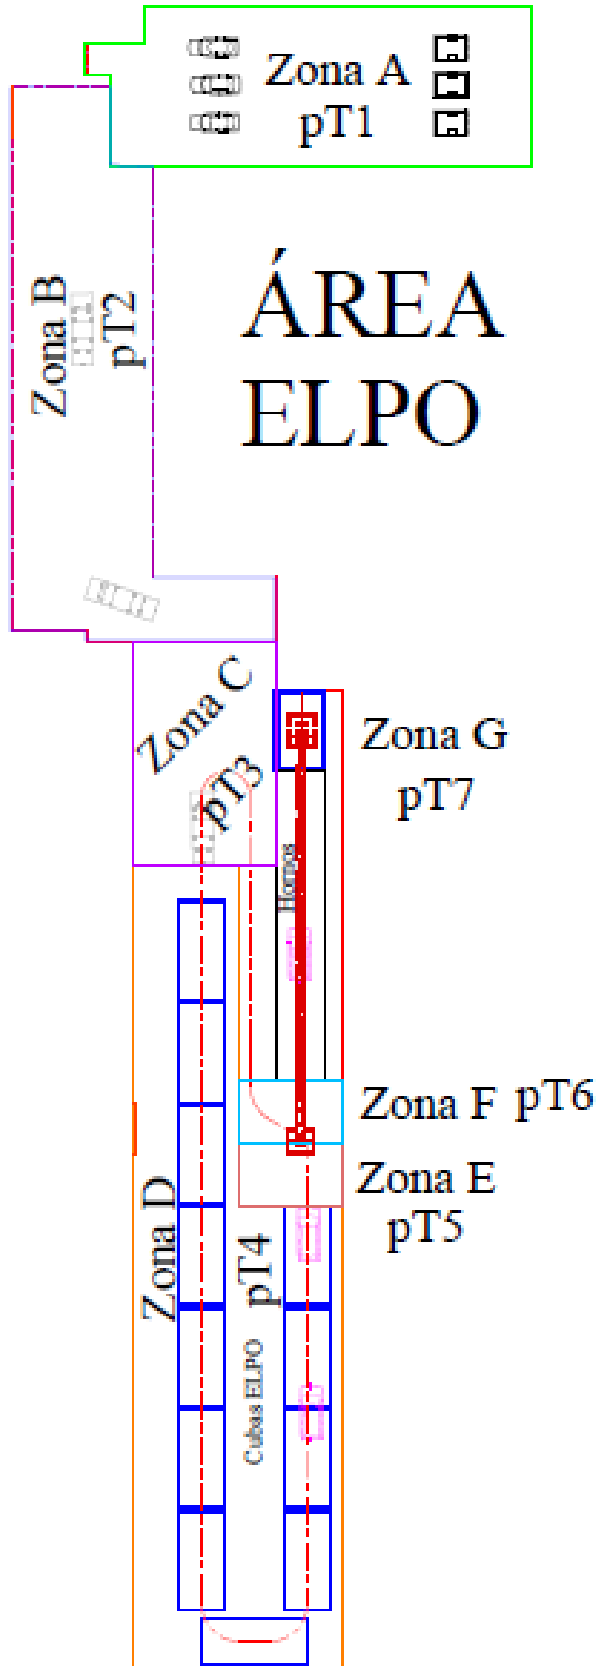 Zona A
pT1
ÁREA
ELPO
Zona B
pT2
Zona C
pT3
Zona G
pT7
Hornos
Zona F pT6
Zona E
pT5
Zona D
pT4
Cubas ELPO